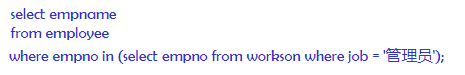 select empname
from employee
where empno in (select empno from workson where job = '管理员');